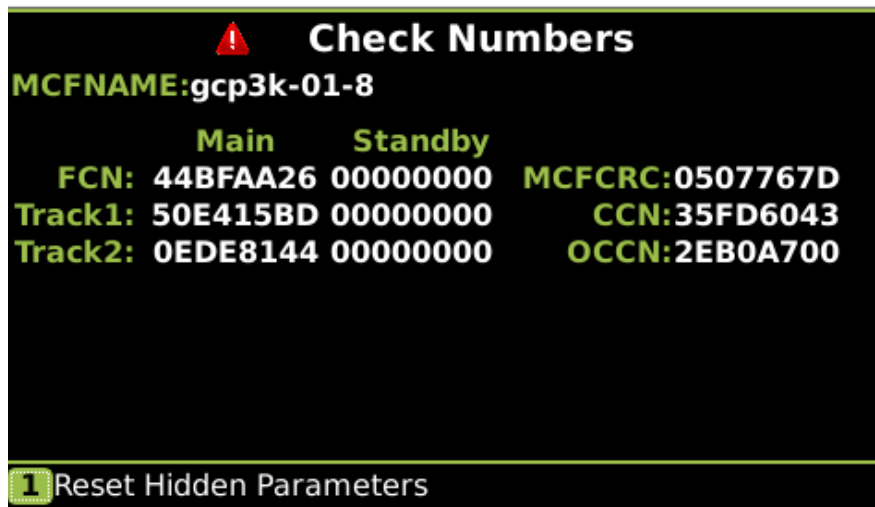 Check Numbers
MCFNAME:gcp3k-01-8
Main Standby
FCN: 44BFAA26 00000000 MCFCRC:0507767D
Track1: 50E415BD 00000000 CCN:35FD6043
Track2: 0EDE8144 00000000 OCCN:2EB0A700
1 Reset Hidden Parameters